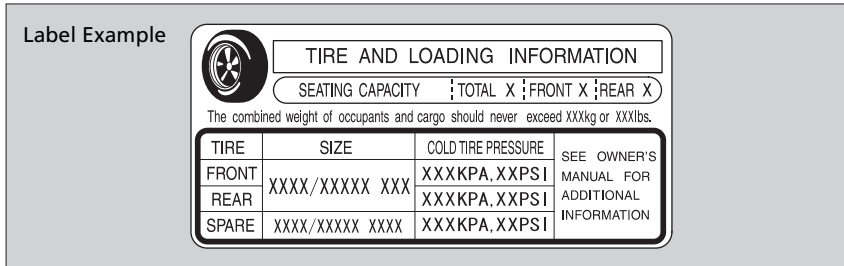 Label Example
TIRE AND LOADING INFORMATION
SEATING CAPACITY TOTAL X FRONT X REAR X
The combined weight of occupants and cargo should never exceed XXXkg or XXXlbs.
TIRE SIZE COLD TIRE PRESSURE
FRONT XXXX/XXXXX XXX XXXKPA,XXPSI
REAR XXXKPA,XXPSI
SPARE XXXX/XXXXX XXXX XXXKPA,XXPSI
SEE OWNER'S
MANUAL FOR
ADDITIONAL
INFORMATION